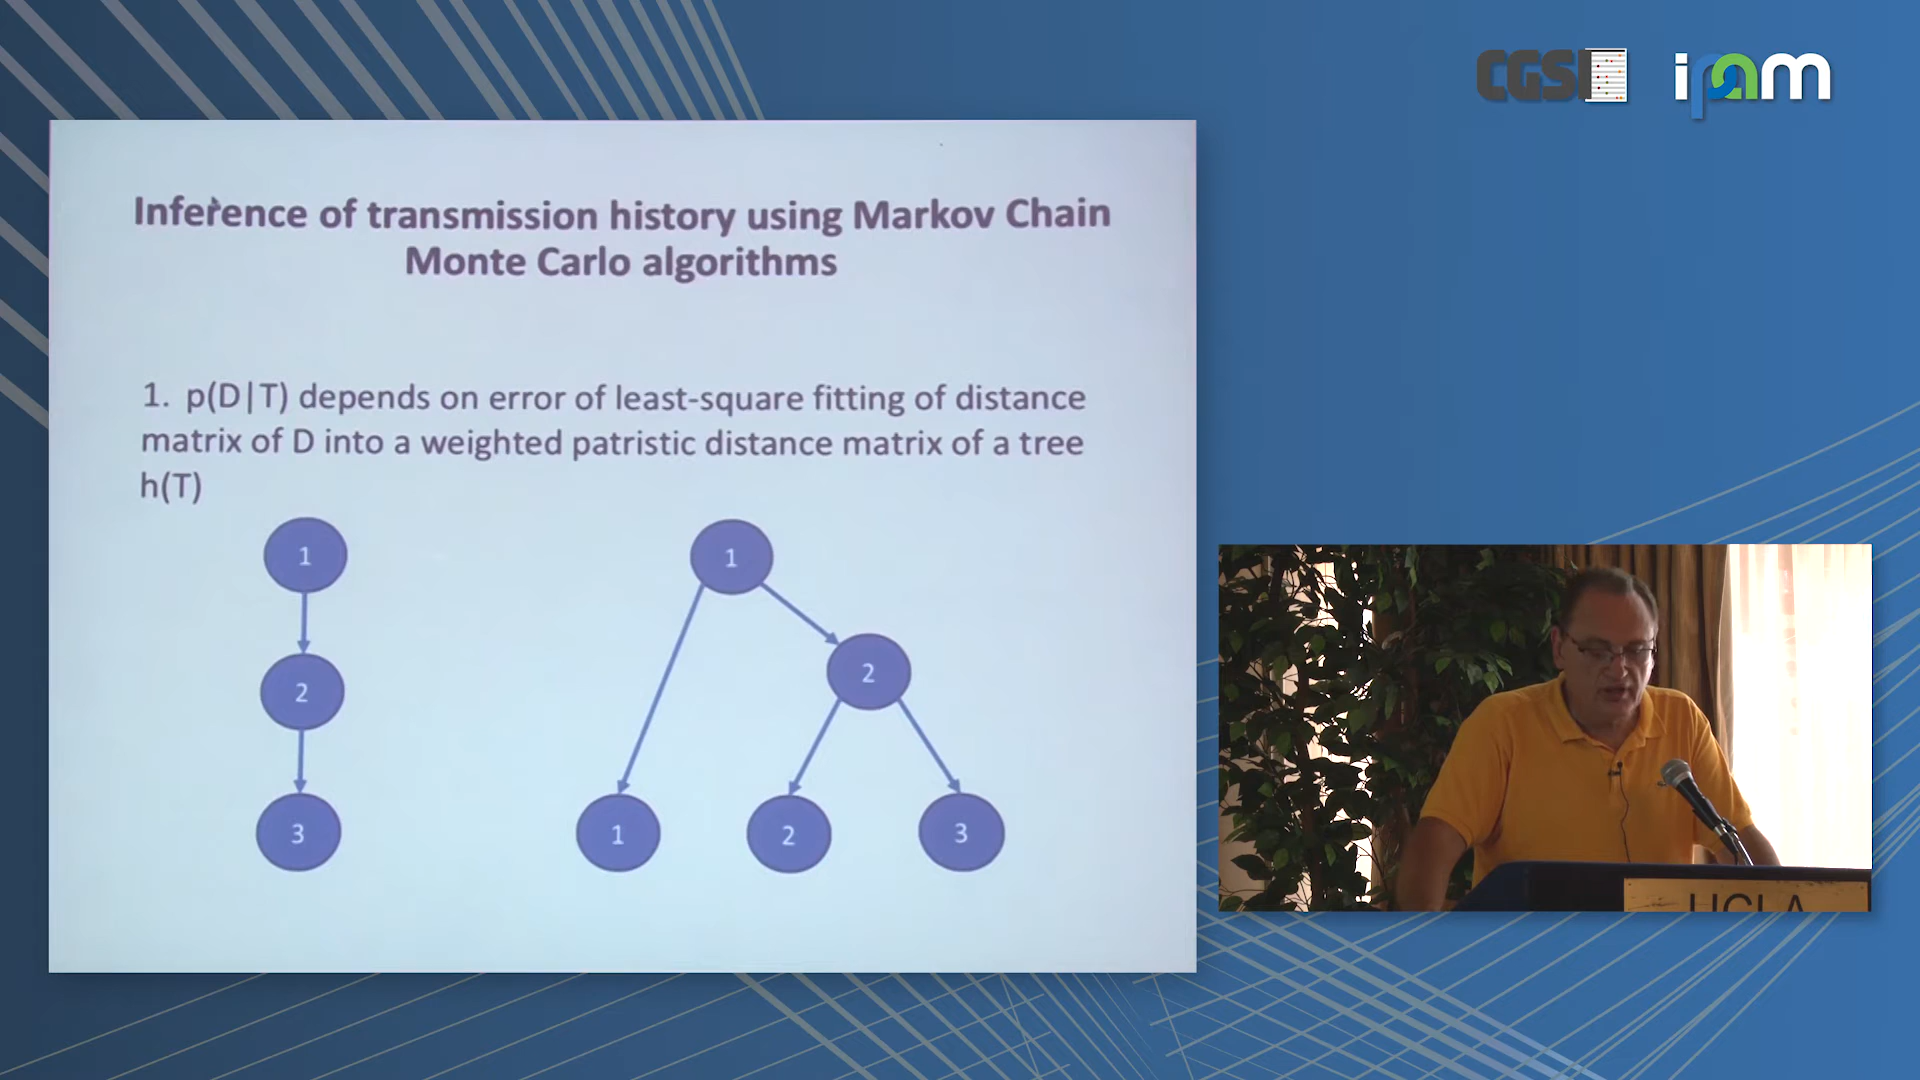 CGSI
ipam
Inference of transmission history using Markov Chain
Monte Carlo algorithms
1. p(D|T) depends on error of least-square fitting of distance
matrix of D into a weighted patristic distance matrix of a tree
h(T)
1
1
2
2
3
1
2
3
UCLA